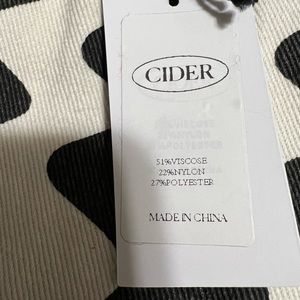 CIDER
51%VISCOSE
22%NYLON
27%POLYESTER
MADE IN CHINA